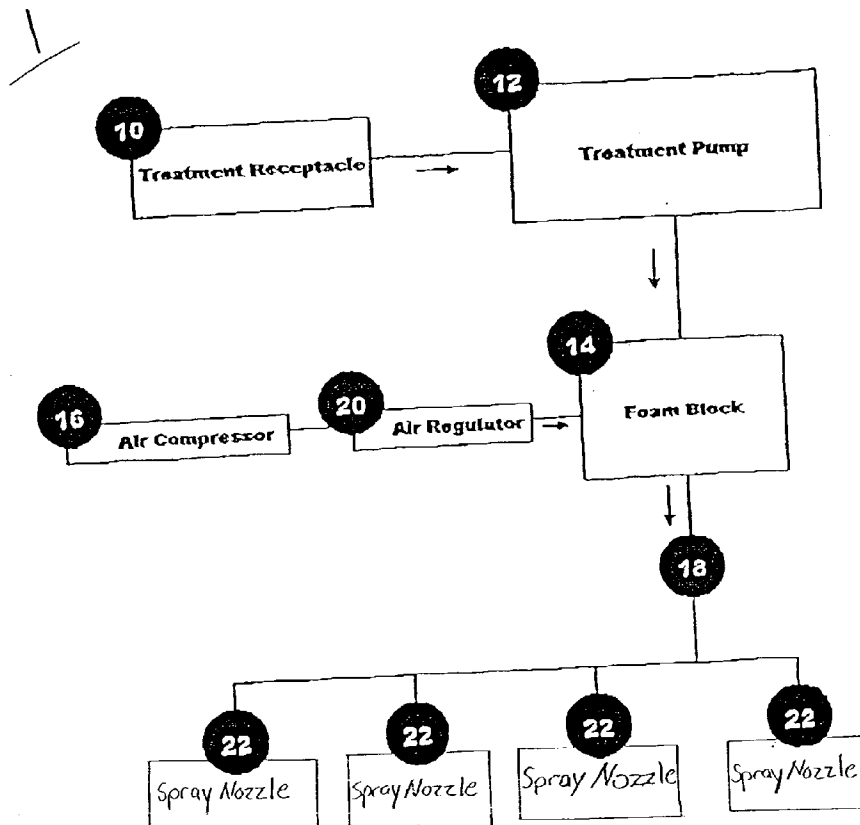 1
12
10
Treatment Pump
Treatment Receptacle
14
20
16
Foam Block
Air Regulator
Air Compressor
18
22
22
22
22
Spray Nozzle
Spray Nozzle
Spray Nozzle
Spray Nozzle